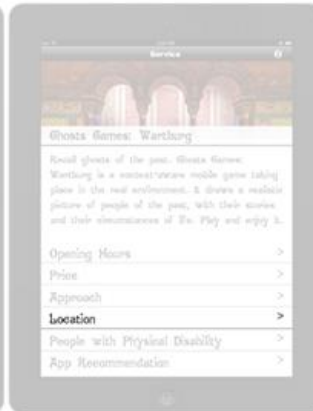 Service
Ghosts Games: Wartburg
Recall ghosts of the past. Ghosts Games:
Wartburg is a context-aware mobile game taking
place in the real environment. It draws a realistic
picture of people of the past, with their stories
and their circumstances of life. Play and enjoy it.
Opening Hours >
Price >
Approach >
Location >
People with Physical Disability >
App Recommendation >